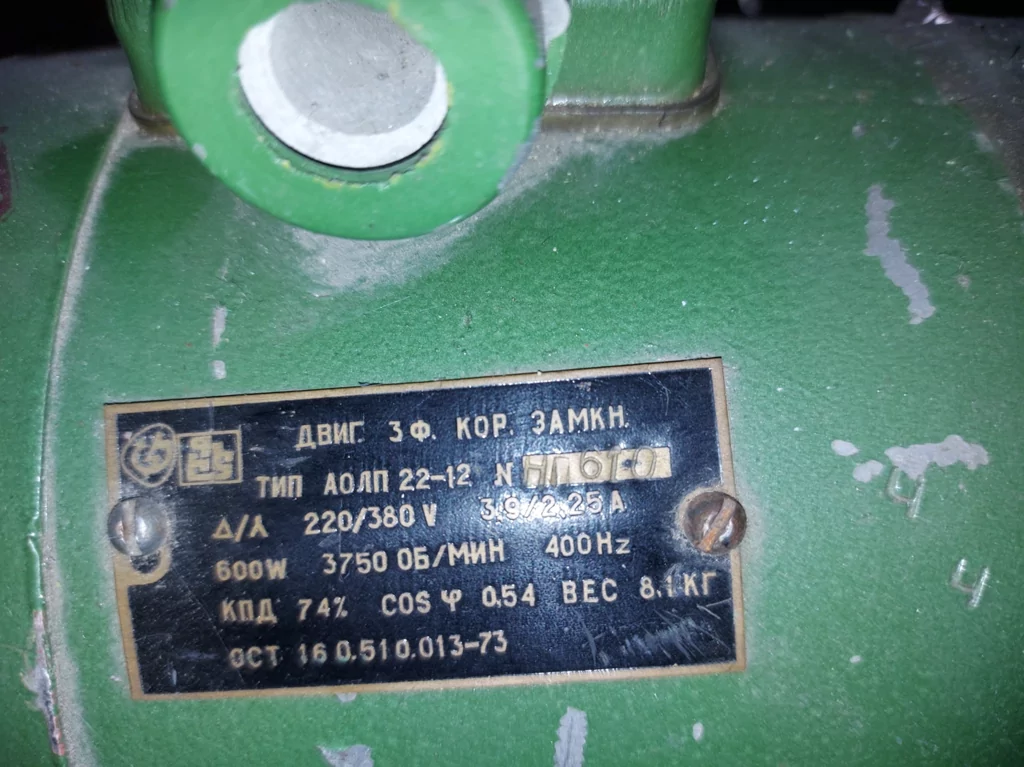 ДВИГ. 3Ф. КОР. ЗАМКН.
ТИП АОЛП 22-12 N НП6Т0
Δ/⅄ 220/380 V 3,9/2,25 А
600W 3750 ОБ/МИН 400Hz
КПД 74% COS φ 0,54 ВЕС 8,1 КГ
ОСТ 16 0.510.013-73
Ч
Ч